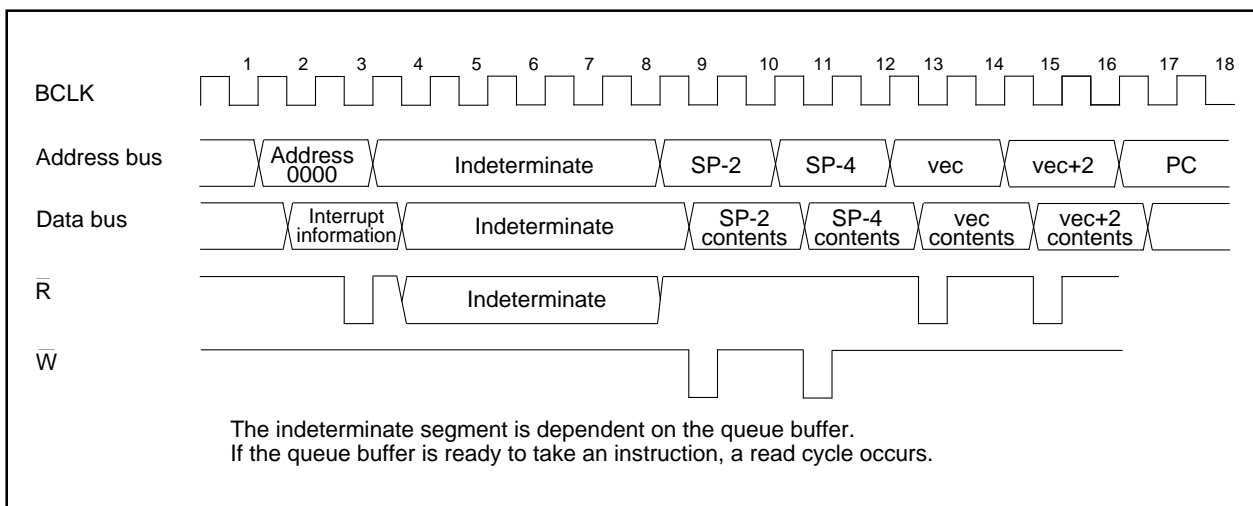 1 2 3 4 5 6 7 8 9 10 11 12 13 14 15 16 17 18
BCLK
Address bus
Address
0000
Indeterminate
SP-2
SP-4
vec
vec+2
PC
Data bus
Interrupt
information
Indeterminate
SP-2
contents
SP-4
contents
vec
contents
vec+2
contents
R̅
Indeterminate
W̅
The indeterminate segment is dependent on the queue buffer.
If the queue buffer is ready to take an instruction, a read cycle occurs.